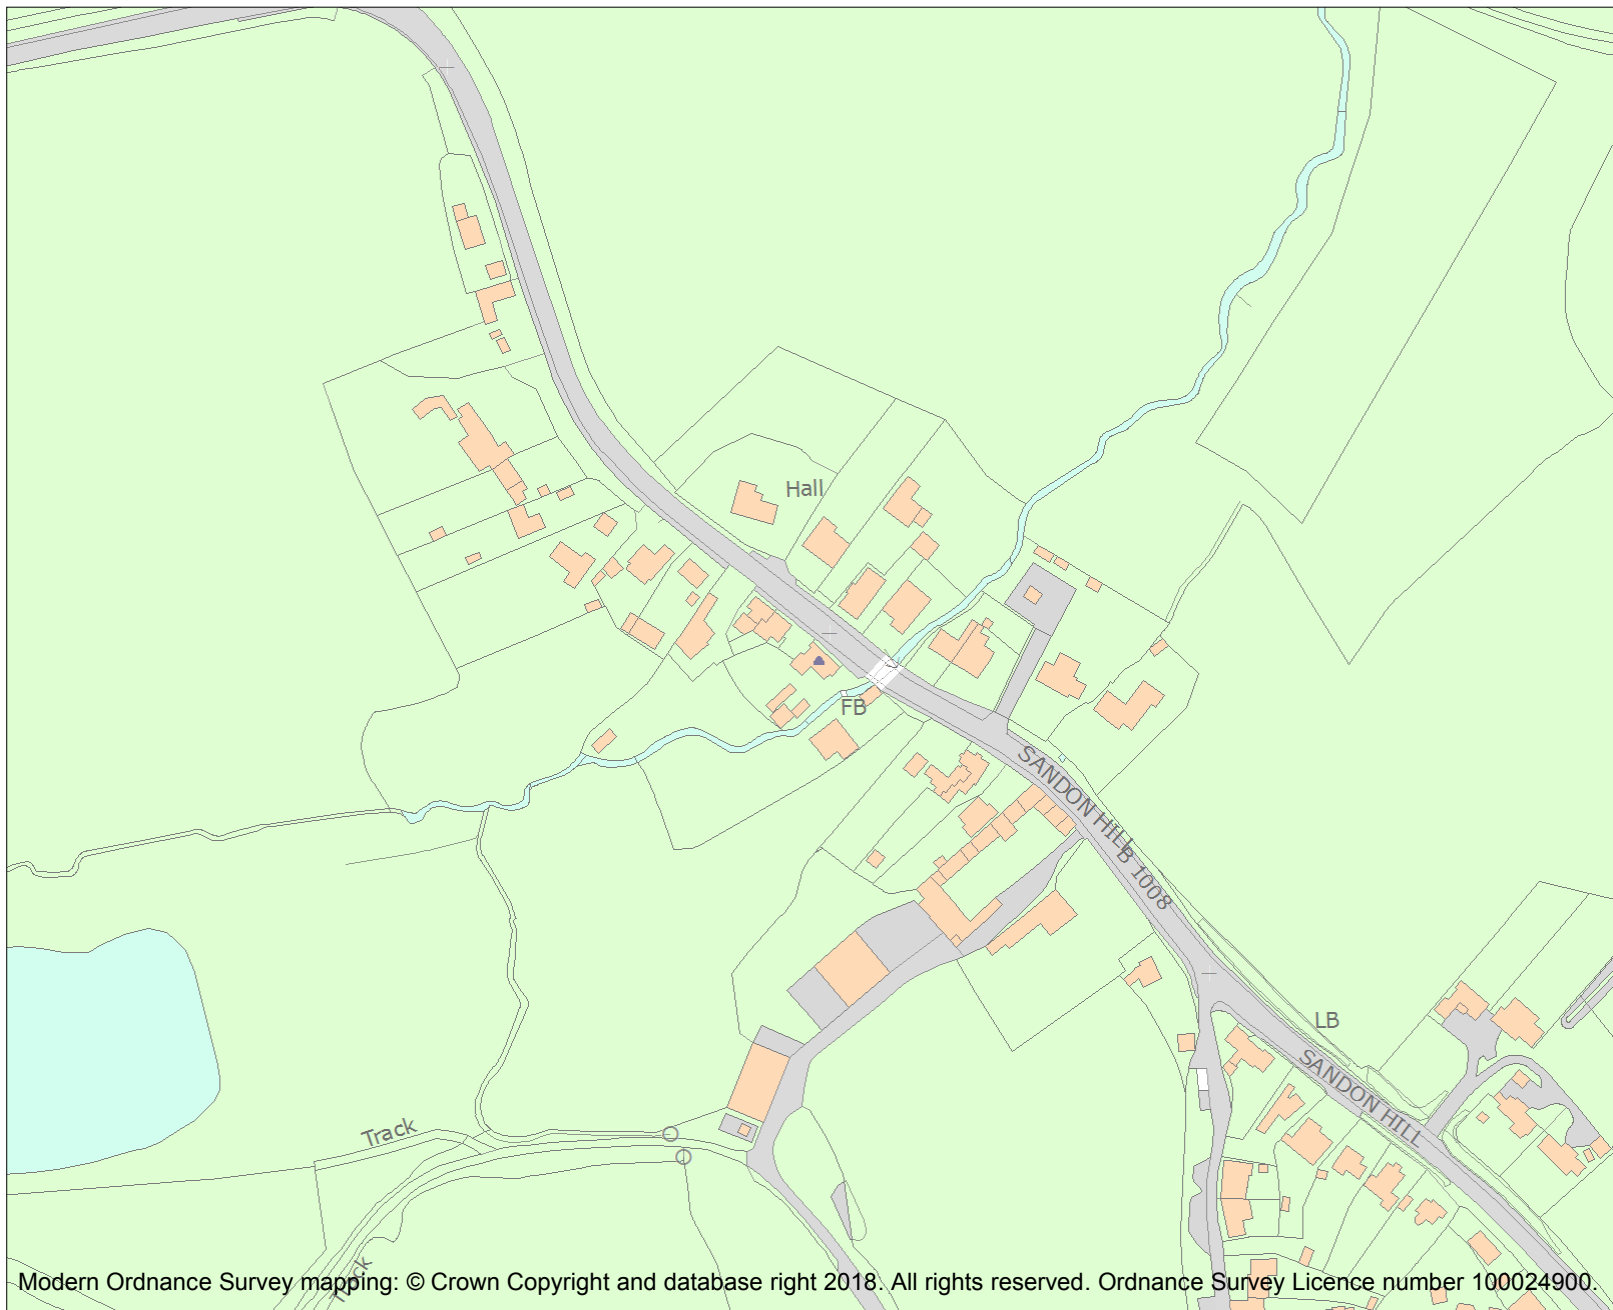 Hall
FB
SANDON HILL
B 1008
LB
SANDON HILL
Track
Track
Modern Ordnance Survey mapping: © Crown Copyright and database right 2018. All rights reserved. Ordnance Survey Licence number 100024900.